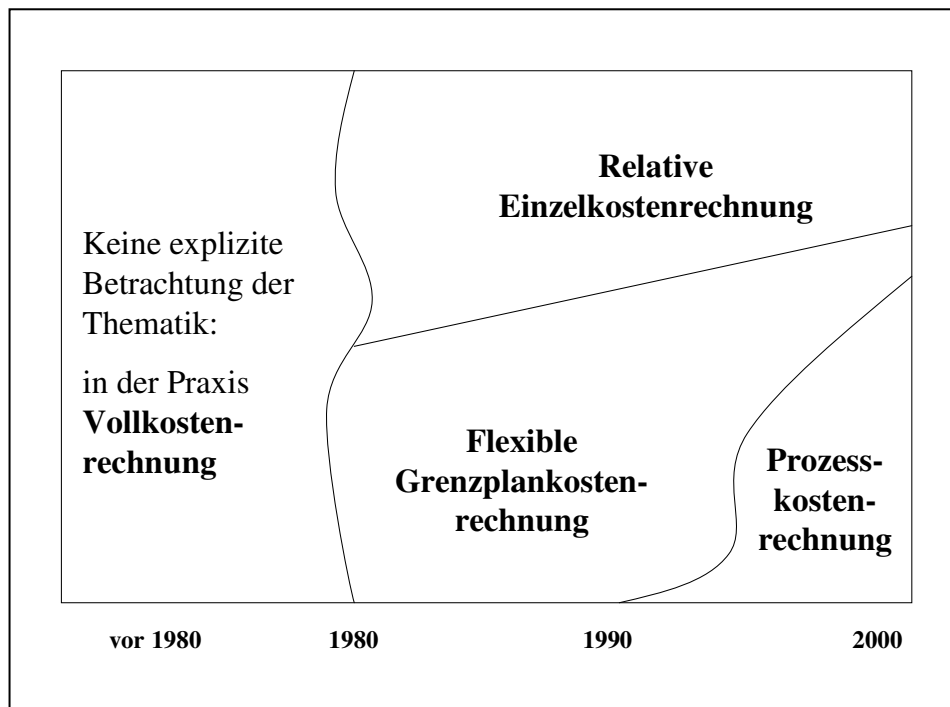 Relative
Einzelkostenrechnung
Keine explizite
Betrachtung der
Thematik:
in der Praxis
Vollkosten-
rechnung
Flexible
Grenzplankosten-
rechnung
Prozess-
kosten-
rechnung
vor 1980
1980
1990
2000